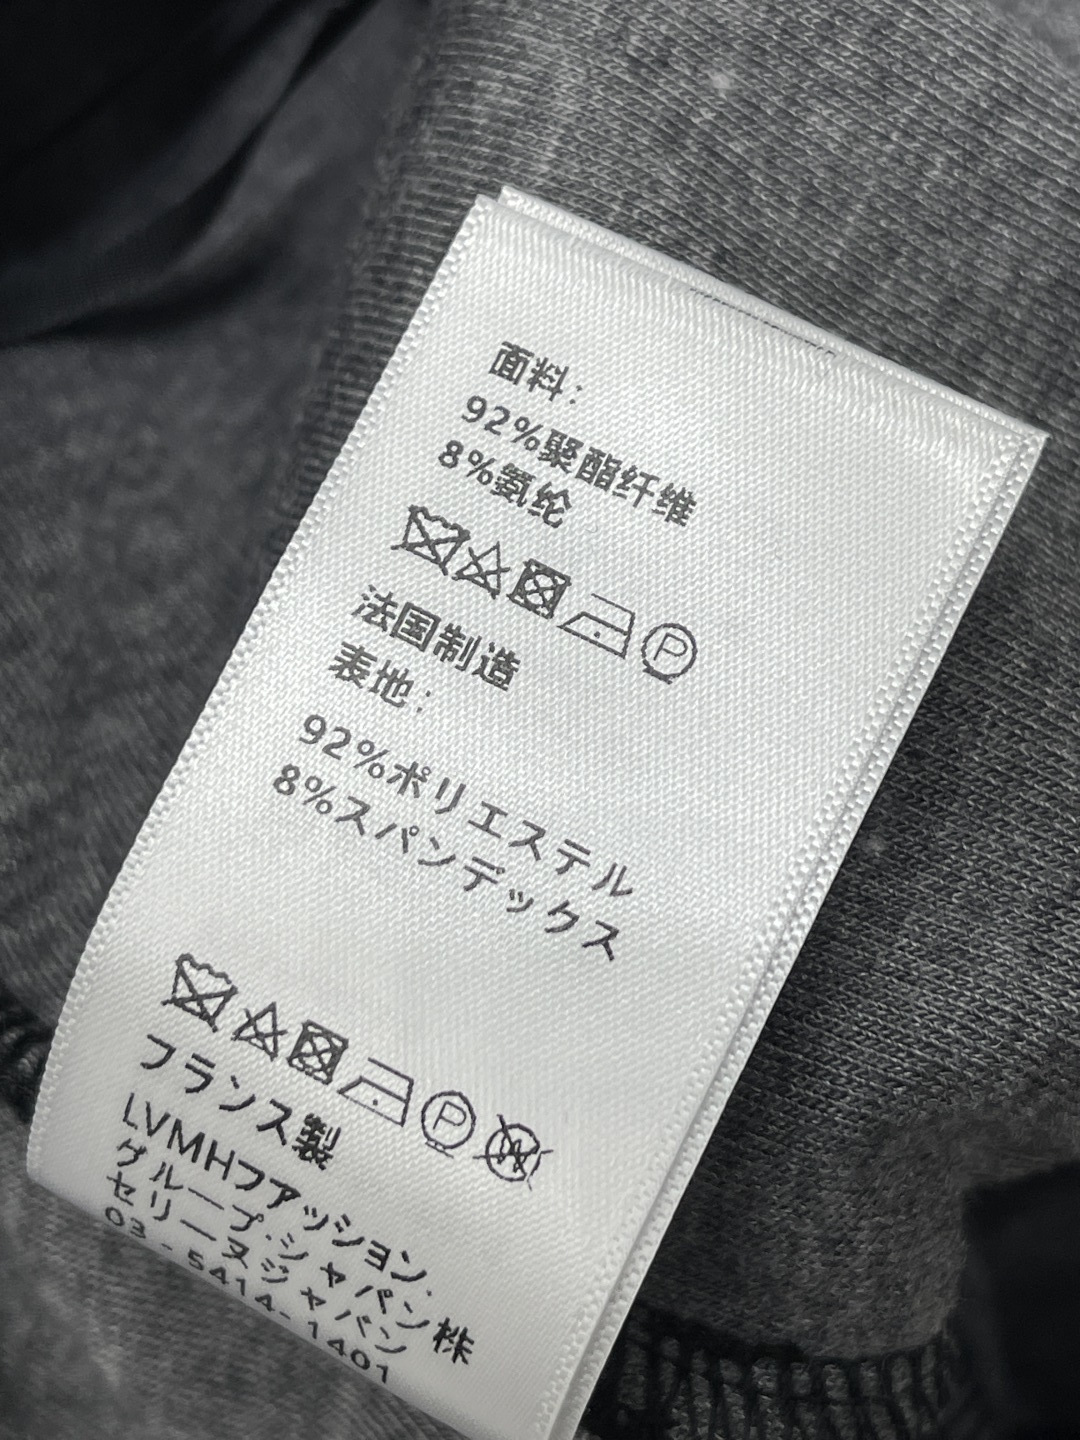 面料:
92%聚酯纤维
8%氨纶
P
法国制造
表地:
92%ポリエステル
8%スパンデックス
P W
フランス製
LVMHファッション.
グループ.ジャパン株
セリーヌジャパン
03-5414-1401